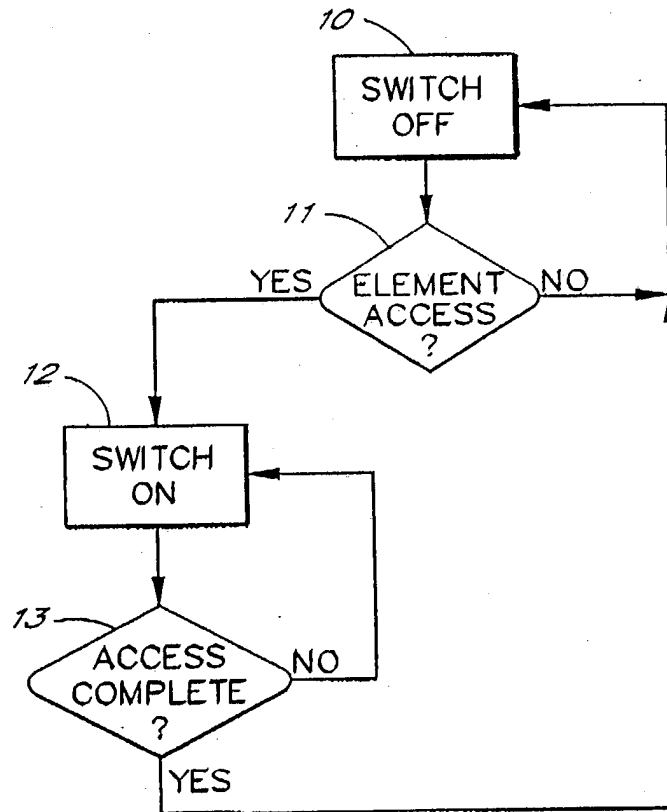 10
SWITCH
OFF
11
YES
ELEMENT
ACCESS
?
NO
12
SWITCH
ON
13
ACCESS
COMPLETE
?
NO
YES